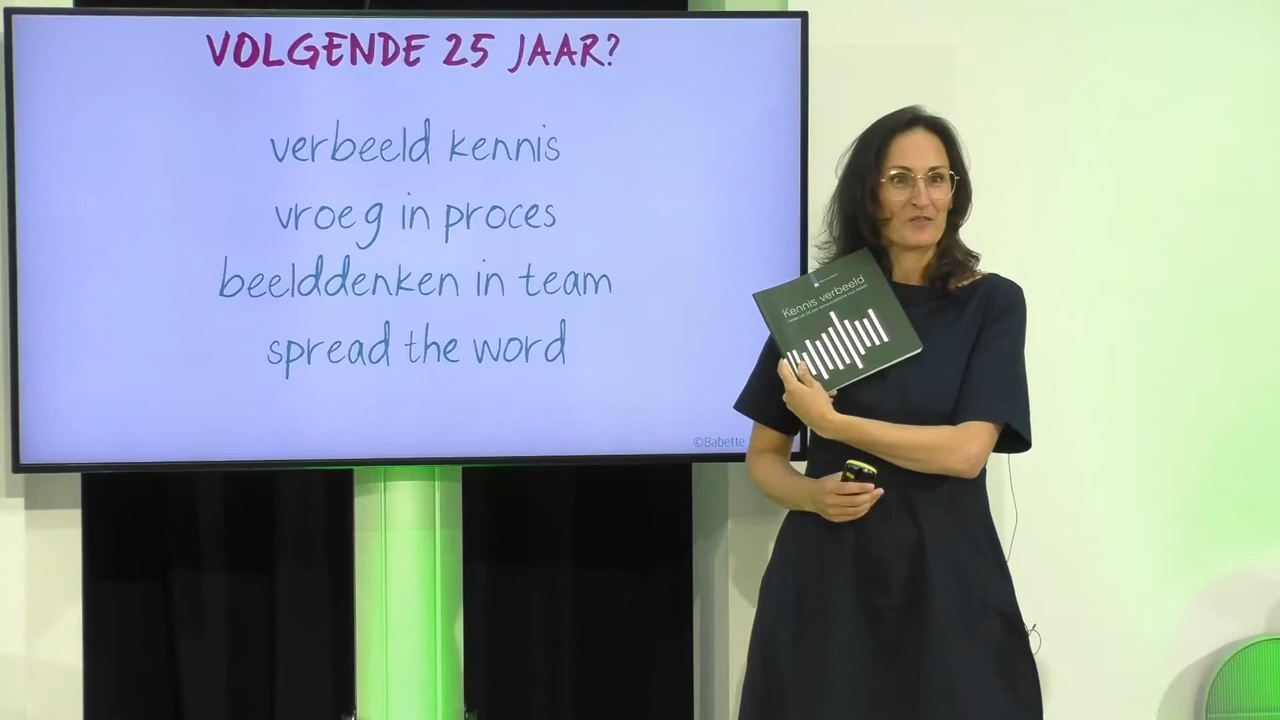 VOLGENDE 25 JAAR?
verbeeld kennis
vroeg in proces
beelddenken in team
spread the word
©Babette
Kennis verbeeld